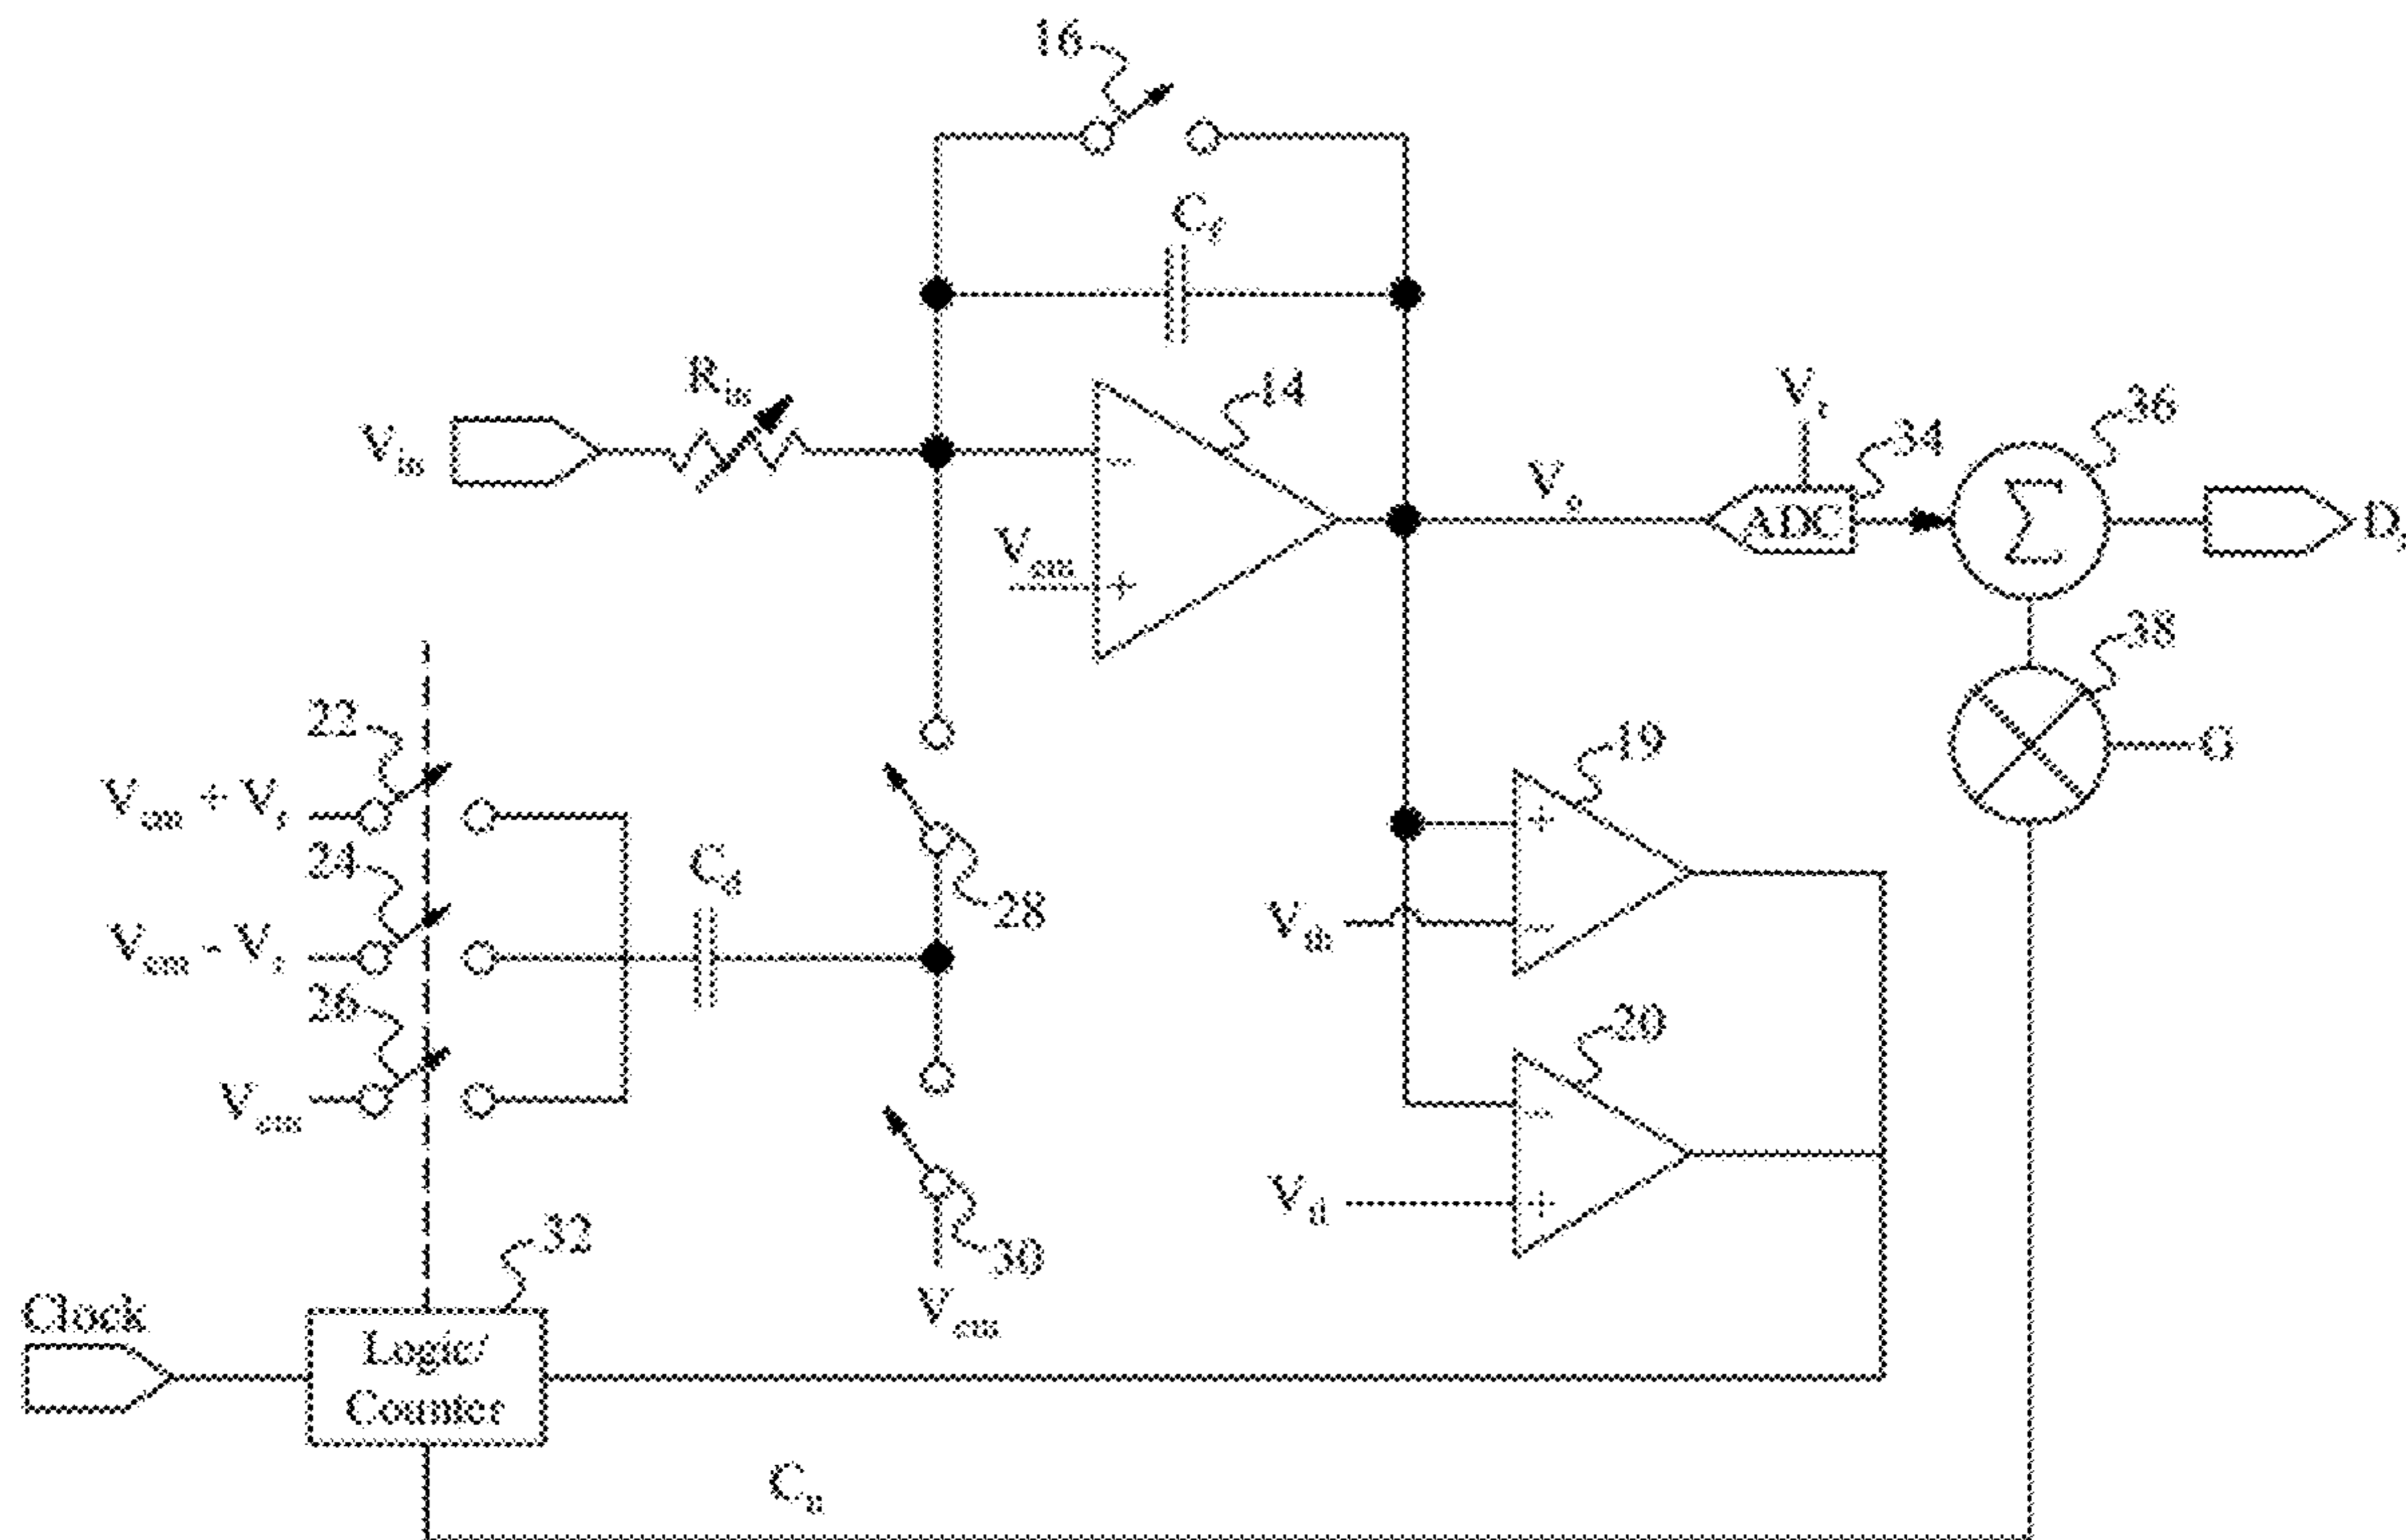 16
Cf
Rin
14
Vr
36
Vin
34
Vo
ADC
Σ
D
-
Vcm
+
38
22
19
G
Vcm + Vr
+
24
Cd
28
Vth
-
Vcm - Vr
26
20
Vcm
-
Vtl
+
32
30
Clock
Vcm
Logic/
Counter
Cn